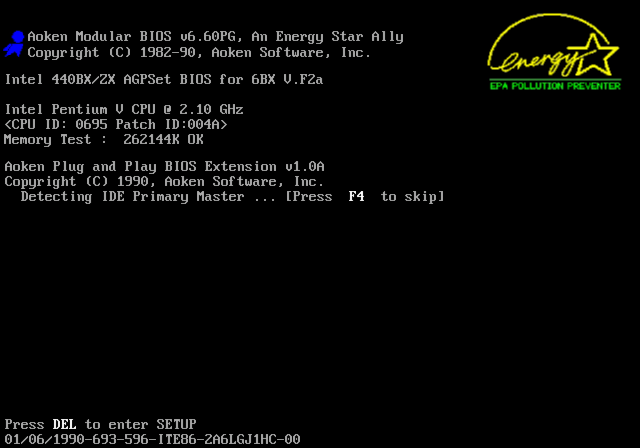 Aoken Modular BIOS v6.60PG, An Energy Star Ally
Copyright (C) 1982-90, Aoken Software, Inc.
energy
EPA POLLUTION PREVENTER
Intel 440BX/ZX AGPSet BIOS for 6BX V.F2a
Intel Pentium V CPU @ 2.10 GHz
<CPU ID: 0695 Patch ID:004A>
Memory Test :  262144K OK
Aoken Plug and Play BIOS Extension v1.0A
Copyright (C) 1990, Aoken Software, Inc.
  Detecting IDE Primary Master ... [Press  F4  to skip]
Press DEL to enter SETUP
01/06/1990-693-596-ITE86-2A6LGJ1HC-00